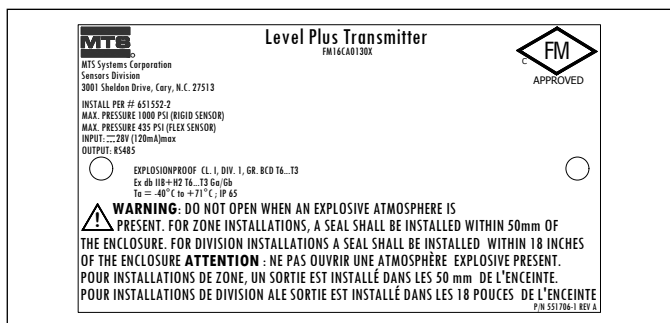 MTS
Level Plus Transmitter
FM16CA0130X
C FM
APPROVED
MTS Systems Corporation
Sensors Division
3001 Sheldon Drive, Cary, N.C. 27513
INSTALL PER # 651552-2
MAX. PRESSURE 1000 PSI (RIGID SENSOR)
MAX. PRESSURE 435 PSI (FLEX SENSOR)
INPUT: ⎓28V (120mA)max
OUTPUT: RS485
EXPLOSIONPROOF CL. I, DIV. 1, GR. BCD T6...T3
Ex db IIB+H2 T6...T3 Ga/Gb
Ta = -40°C to +71°C ; IP 65
WARNING: DO NOT OPEN WHEN AN EXPLOSIVE ATMOSPHERE IS
PRESENT. FOR ZONE INSTALLATIONS, A SEAL SHALL BE INSTALLED WITHIN 50mm OF
THE ENCLOSURE. FOR DIVISION INSTALLATIONS A SEAL SHALL BE INSTALLED WITHIN 18 INCHES
OF THE ENCLOSURE ATTENTION : NE PAS OUVRIR UNE ATMOSPHÈRE EXPLOSIVE PRESENT.
POUR INSTALLATIONS DE ZONE, UN SORTIE EST INSTALLÉ DANS LES 50 mm DE L'ENCEINTE.
POUR INSTALLATIONS DE DIVISION ALE SORTIE EST INSTALLÉ DANS LES 18 POUCES DE L'ENCEINTE
P/N 551706-1 REV A